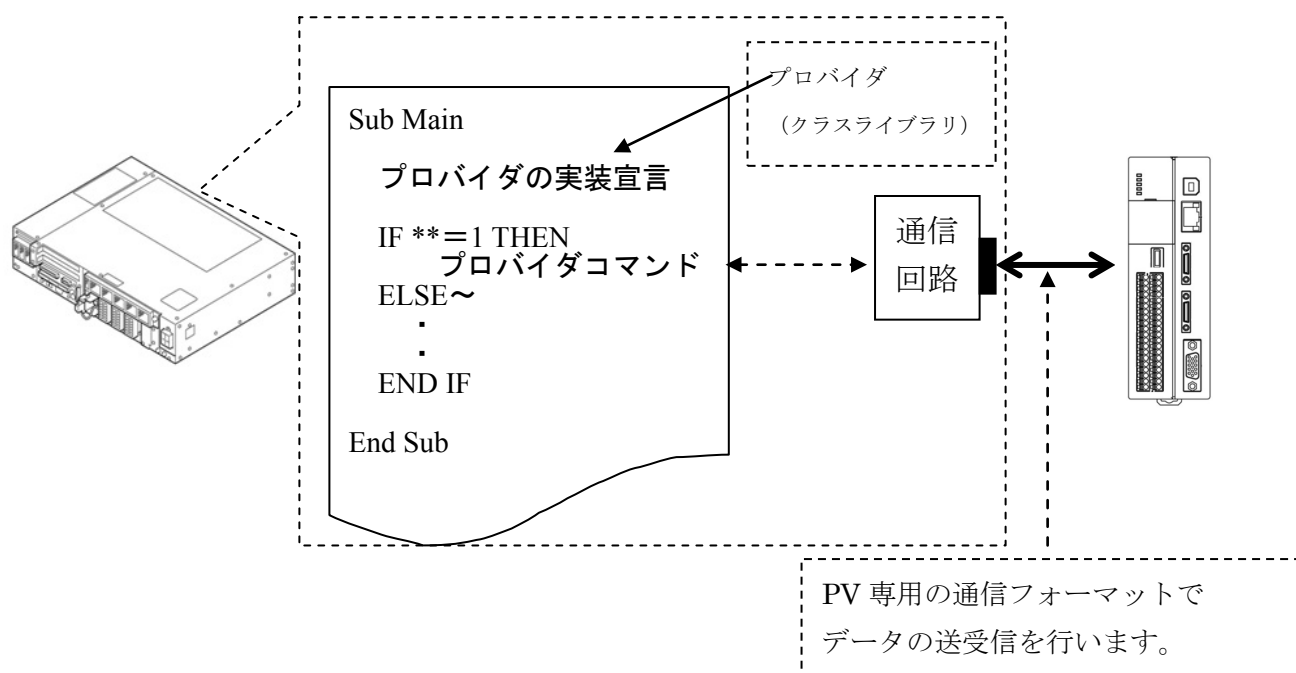 プロバイダ
（クラスライブラリ）
Sub Main
プロバイダの実装宣言
IF **＝1 THEN
プロバイダコマンド
ELSE～
・
・
END IF
End Sub
通信
回路
PV 専用の通信フォーマットで
データの送受信を行います。